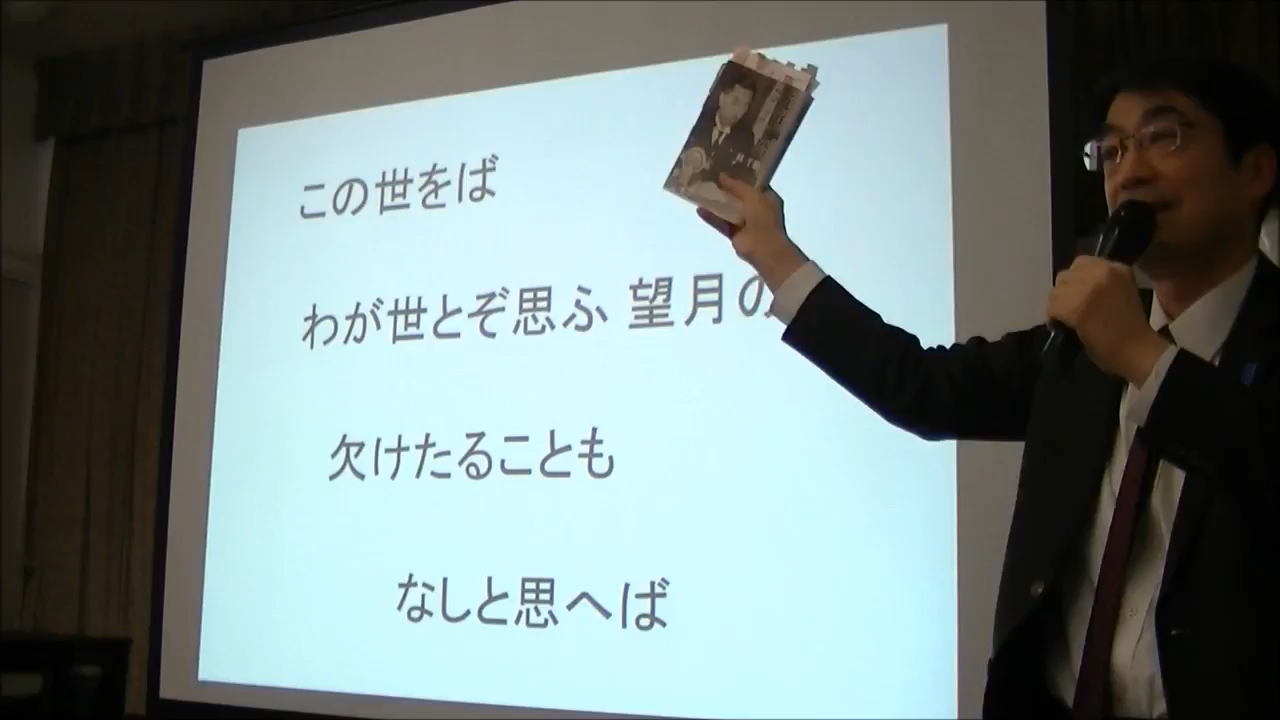 この世をば
わが世とぞ思ふ 望月の
欠けたることも
なしと思へば